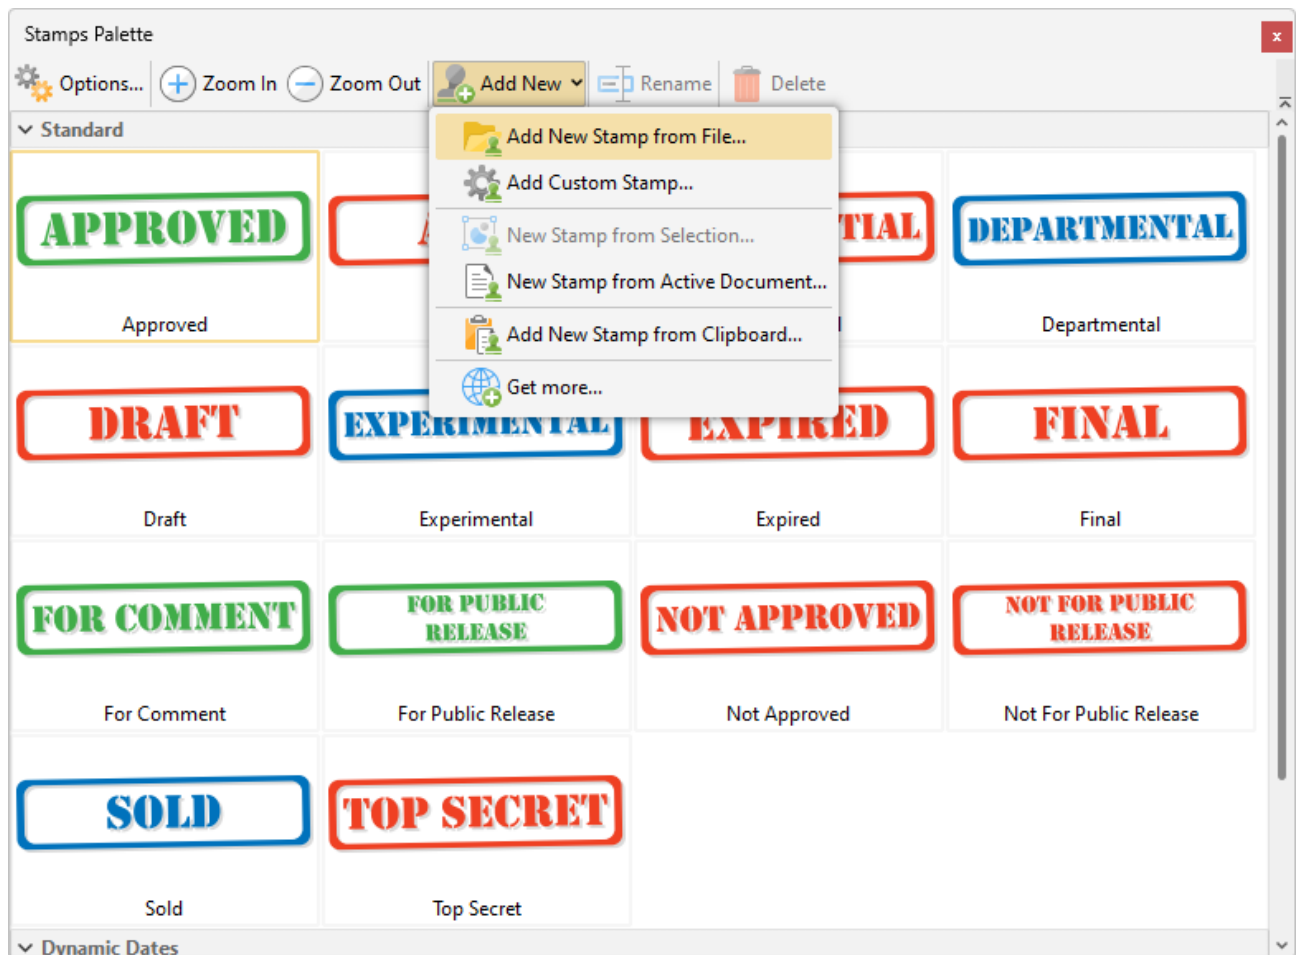 Stamps Palette
x
Options... Zoom In Zoom Out Add New Rename Delete
Standard
Add New Stamp from File...
Add Custom Stamp...
New Stamp from Selection...
New Stamp from Active Document...
Add New Stamp from Clipboard...
Get more...
APPROVED TIAL DEPARTMENTAL
Approved Departmental
DRAFT EXPERIMENTAL EXPIRED FINAL
Draft Experimental Expired Final
FOR COMMENT FOR PUBLIC RELEASE NOT APPROVED NOT FOR PUBLIC RELEASE
For Comment For Public Release Not Approved Not For Public Release
SOLD TOP SECRET
Sold Top Secret
Dynamic Dates